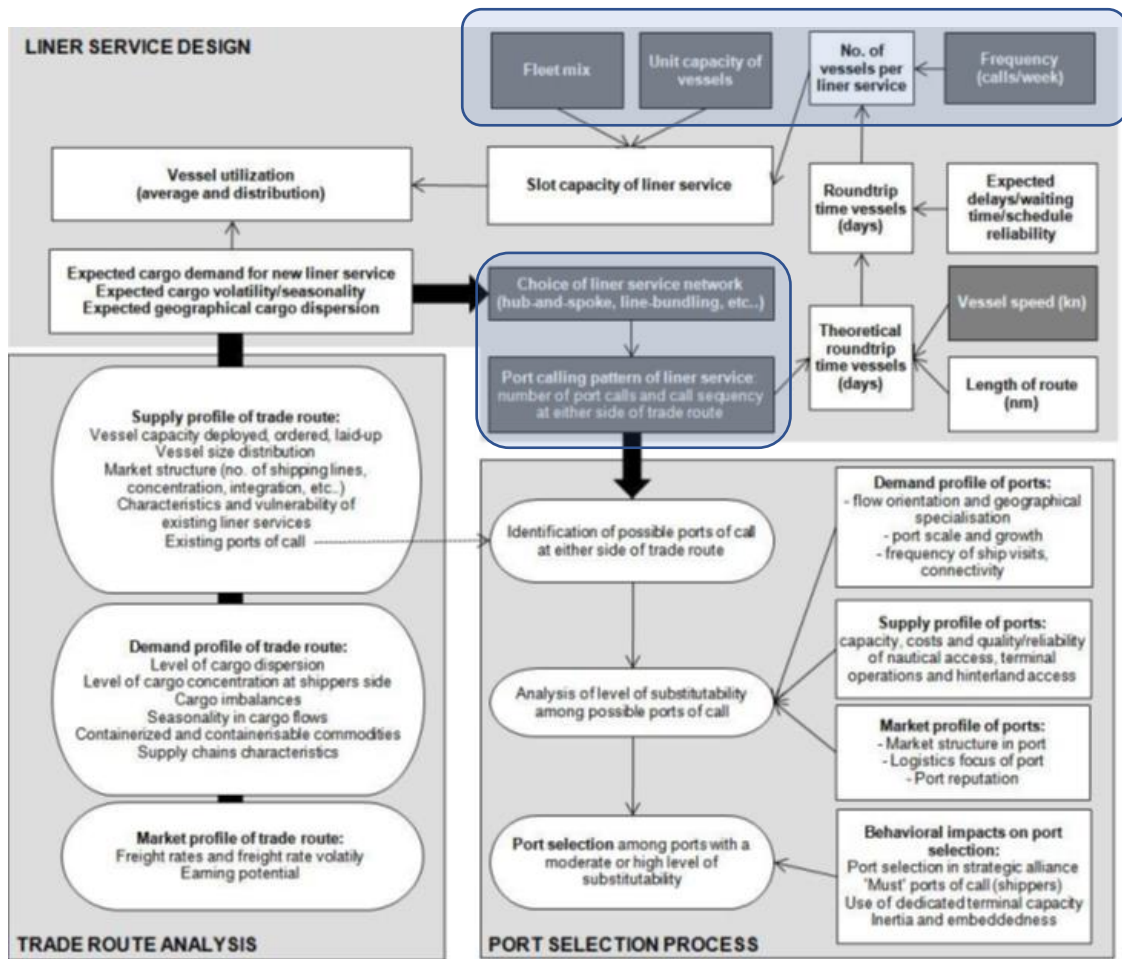 LINER SERVICE DESIGN
Fleet mix
Unit capacity of
vessels
No. of
vessels per
liner service
Frequency
(calls/week)
Vessel utilization
(average and distribution)
Slot capacity of liner service
Roundtrip
time vessels
(days)
Expected
delays/waiting
time/schedule
reliability
Expected cargo demand for new liner service
Expected cargo volatility/seasonality
Expected geographical cargo dispersion
Choice of liner service network
(hub-and-spoke, line-bundling, etc..)
Vessel speed (kn)
Theoretical
roundtrip
time vessels
(days)
Port calling pattern of liner service:
number of port calls and call sequency
at either side of trade route
Length of route
(nm)
Supply profile of trade route:
Vessel capacity deployed, ordered, laid-up
Vessel size distribution
Market structure (no. of shipping lines,
concentration, integration, etc..)
Characteristics and vulnerability of
existing liner services
Existing ports of call
Demand profile of trade route:
Level of cargo dispersion
Level of cargo concentration at shippers side
Cargo imbalances
Seasonality in cargo flows
Containerized and containerisable commodities
Supply chains characteristics
Market profile of trade route:
Freight rates and freight rate volatily
Earning potential
TRADE ROUTE ANALYSIS
Identification of possible ports of call
at either side of trade route
Analysis of level of substitutability
among possible ports of call
Port selection among ports with a
moderate or high level of
substitutability
Demand profile of ports:
- flow orientation and geographical
specialisation
- port scale and growth
- frequency of ship visits,
connectivity
Supply profile of ports:
capacity, costs and quality/reliability
of nautical access, terminal
operations and hinterland access
Market profile of ports:
- Market structure in port
- Logistics focus of port
- Port reputation
Behavioral impacts on port
selection:
Port selection in strategic alliance
'Must' ports of call (shippers)
Use of dedicated terminal capacity
Inertia and embeddedness
PORT SELECTION PROCESS